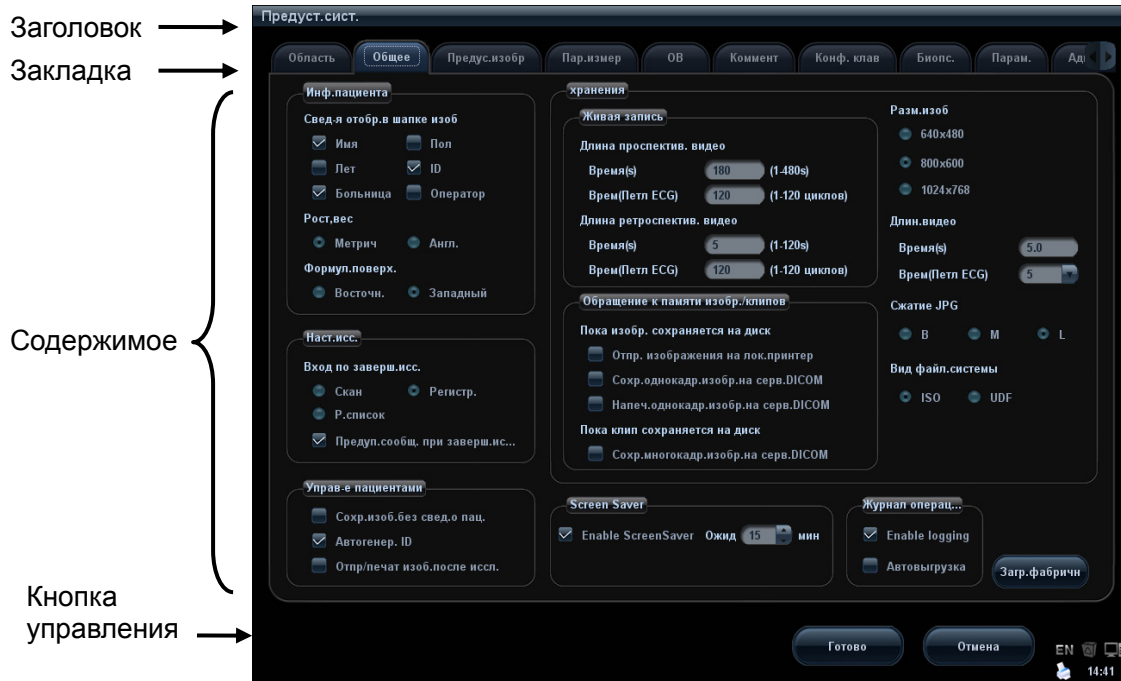 Заголовок
Закладка
Содержимое
Кнопка
управления
Предуст.сист.
Область Общее Предус.изобр Пар.измер ОВ Коммент Конф. клав Биопс. Парам.
Инф.пациента
Свед-я отобр.в шапке изоб
Имя Пол
Лет ID
Больница Оператор
Рост,вес
Метрич Англ.
Формул.поверх.
Восточн. Западный
Наст.исс.
Вход по заверш.исс.
Скан Регистр.
Р.список
Предуп.сообщ. при заверш.ис...
Управ-е пациентами
Сохр.изоб.без свед.о пац.
Автогенер. ID
Отпр/печат изоб.после иссл.
хранения
Живая запись
Длина проспектив. видео
Время(s) 180 (1-480s)
Врем(Петл ECG) 120 (1-120 циклов)
Длина ретроспектив. видео
Время(s) 5 (1-120s)
Врем(Петл ECG) 120 (1-120 циклов)
Обращение к памяти изобр./клипов
Пока изобр. сохраняется на диск
Отпр. изображения на лок.принтер
Сохр.однокадр.изобр.на серв.DICOM
Напеч.однокадр.изобр.на серв.DICOM
Пока клип сохраняется на диск
Сохр.многокадр.изобр.на серв.DICOM
Разм.изоб
640x480
800x600
1024x768
Длин.видео
Время(s) 5.0
Врем(Петл ECG) 5
Сжатие JPG
B M L
Вид файл.системы
ISO UDF
Screen Saver
Enable ScreenSaver Ожид 15 мин
Журнал операц...
Enable logging
Автовыгрузка
Загр.фабричн
Готово Отмена
EN
14:41